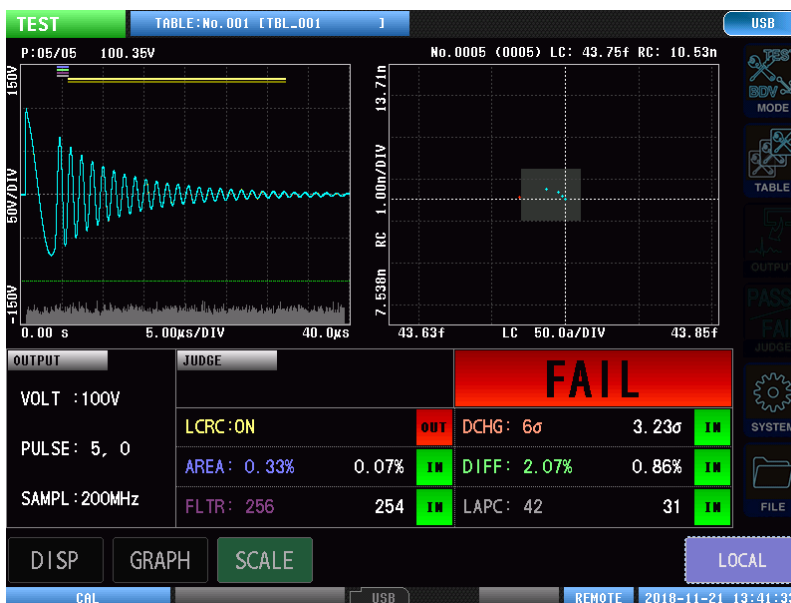 TEST TABLE:No.001 [TBL_001 ] USB
P:05/05 100.35V No.0005 (0005) LC: 43.75f RC: 10.53n
150V
50V/DIV
-150V
0.00 s 5.00µs/DIV 40.0µs
13.71n
1.00n/DIV
RC
7.538n
43.63f LC 50.0a/DIV 43.85f
TEST
BDV
MODE
TABLE
OUTPUT
PASS
FAIL
JUDGE
SYSTEM
FILE
OUTPUT
VOLT :100V
PULSE: 5, 0
SAMPL:200MHz
JUDGE
FAIL
LCRC:ON OUT DCHG: 6σ 3.23σ IN
AREA: 0.33% 0.07% IN DIFF: 2.07% 0.86% IN
FLTR: 256 254 IN LAPC: 42 31 IN
DISP GRAPH SCALE LOCAL
CAL USB REMOTE 2018-11-21 13:41:33